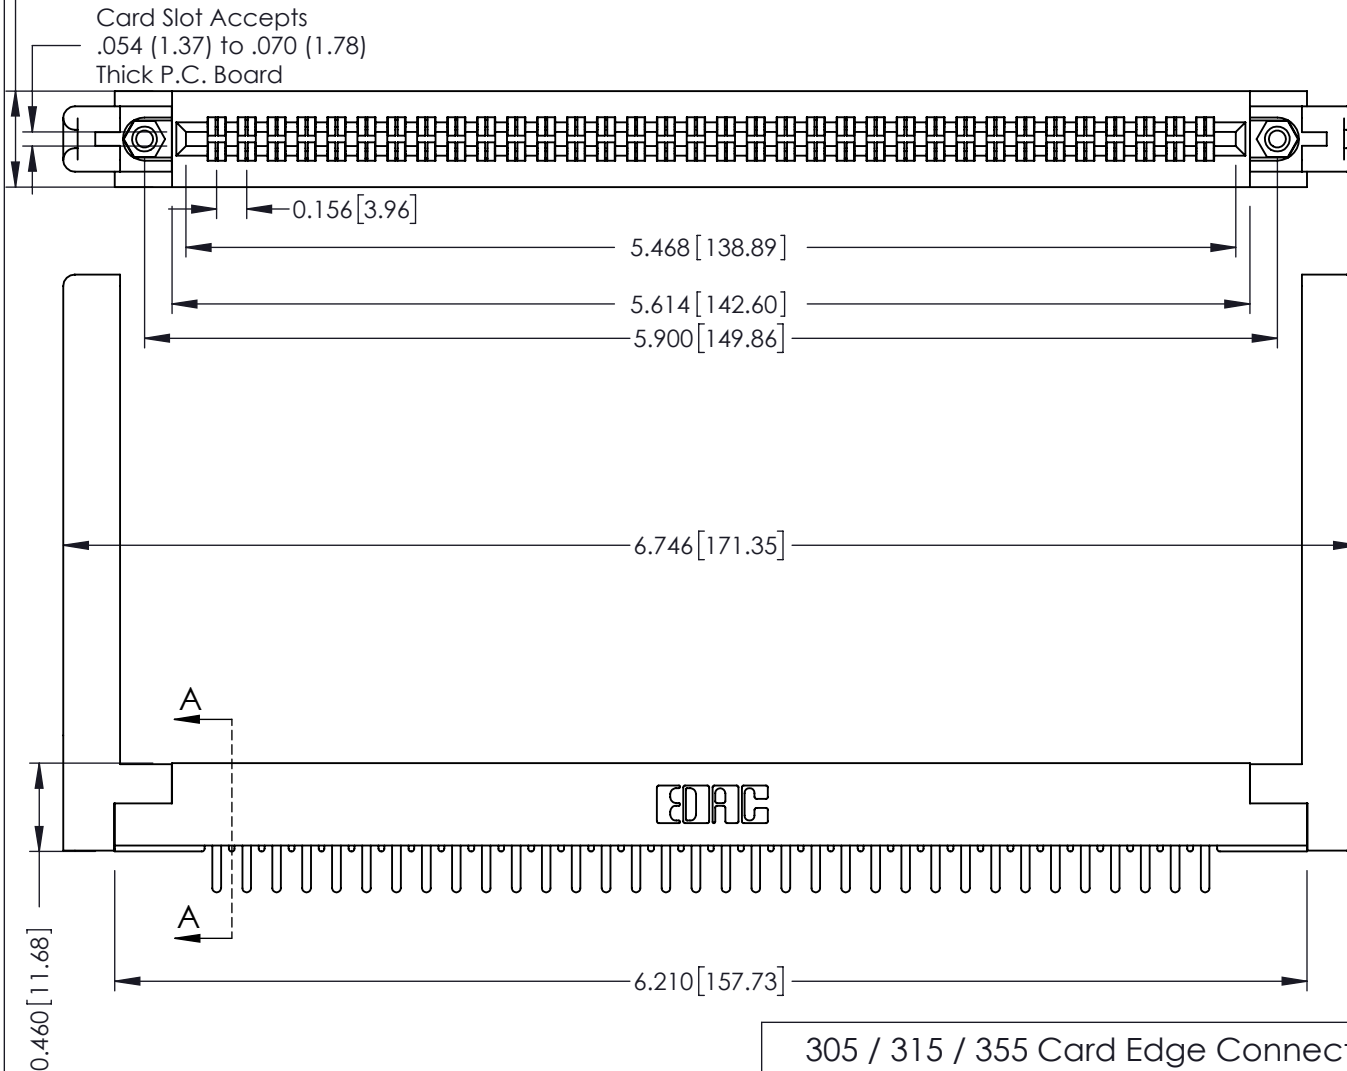 Card Slot Accepts
.054 (1.37) to .070 (1.78)
Thick P.C. Board
0.156[3.96]
5.468[138.89]
5.614[142.60]
5.900[149.86]
6.746[171.35]
A
EDAC
A
0.460[11.68]
6.210[157.73]
305 / 315 / 355 Card Edge Connect